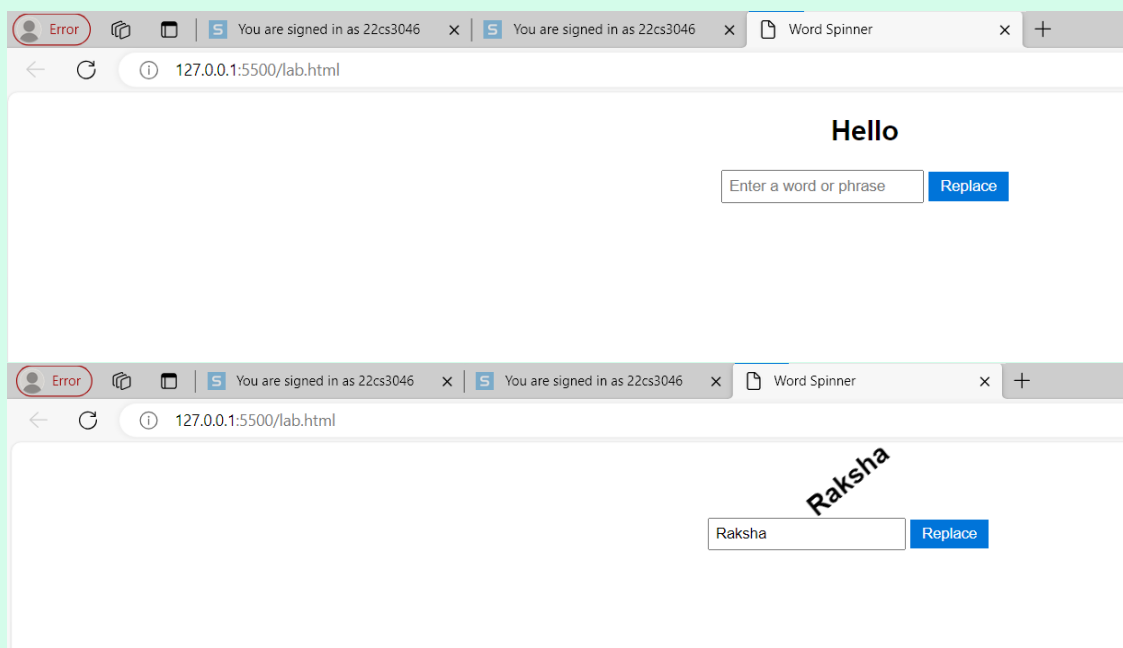 Error
S You are signed in as 22cs3046
S You are signed in as 22cs3046
Word Spinner
127.0.0.1:5500/lab.html
Hello
Enter a word or phrase Replace
Error
S You are signed in as 22cs3046
S You are signed in as 22cs3046
Word Spinner
127.0.0.1:5500/lab.html
Raksha
Raksha Replace